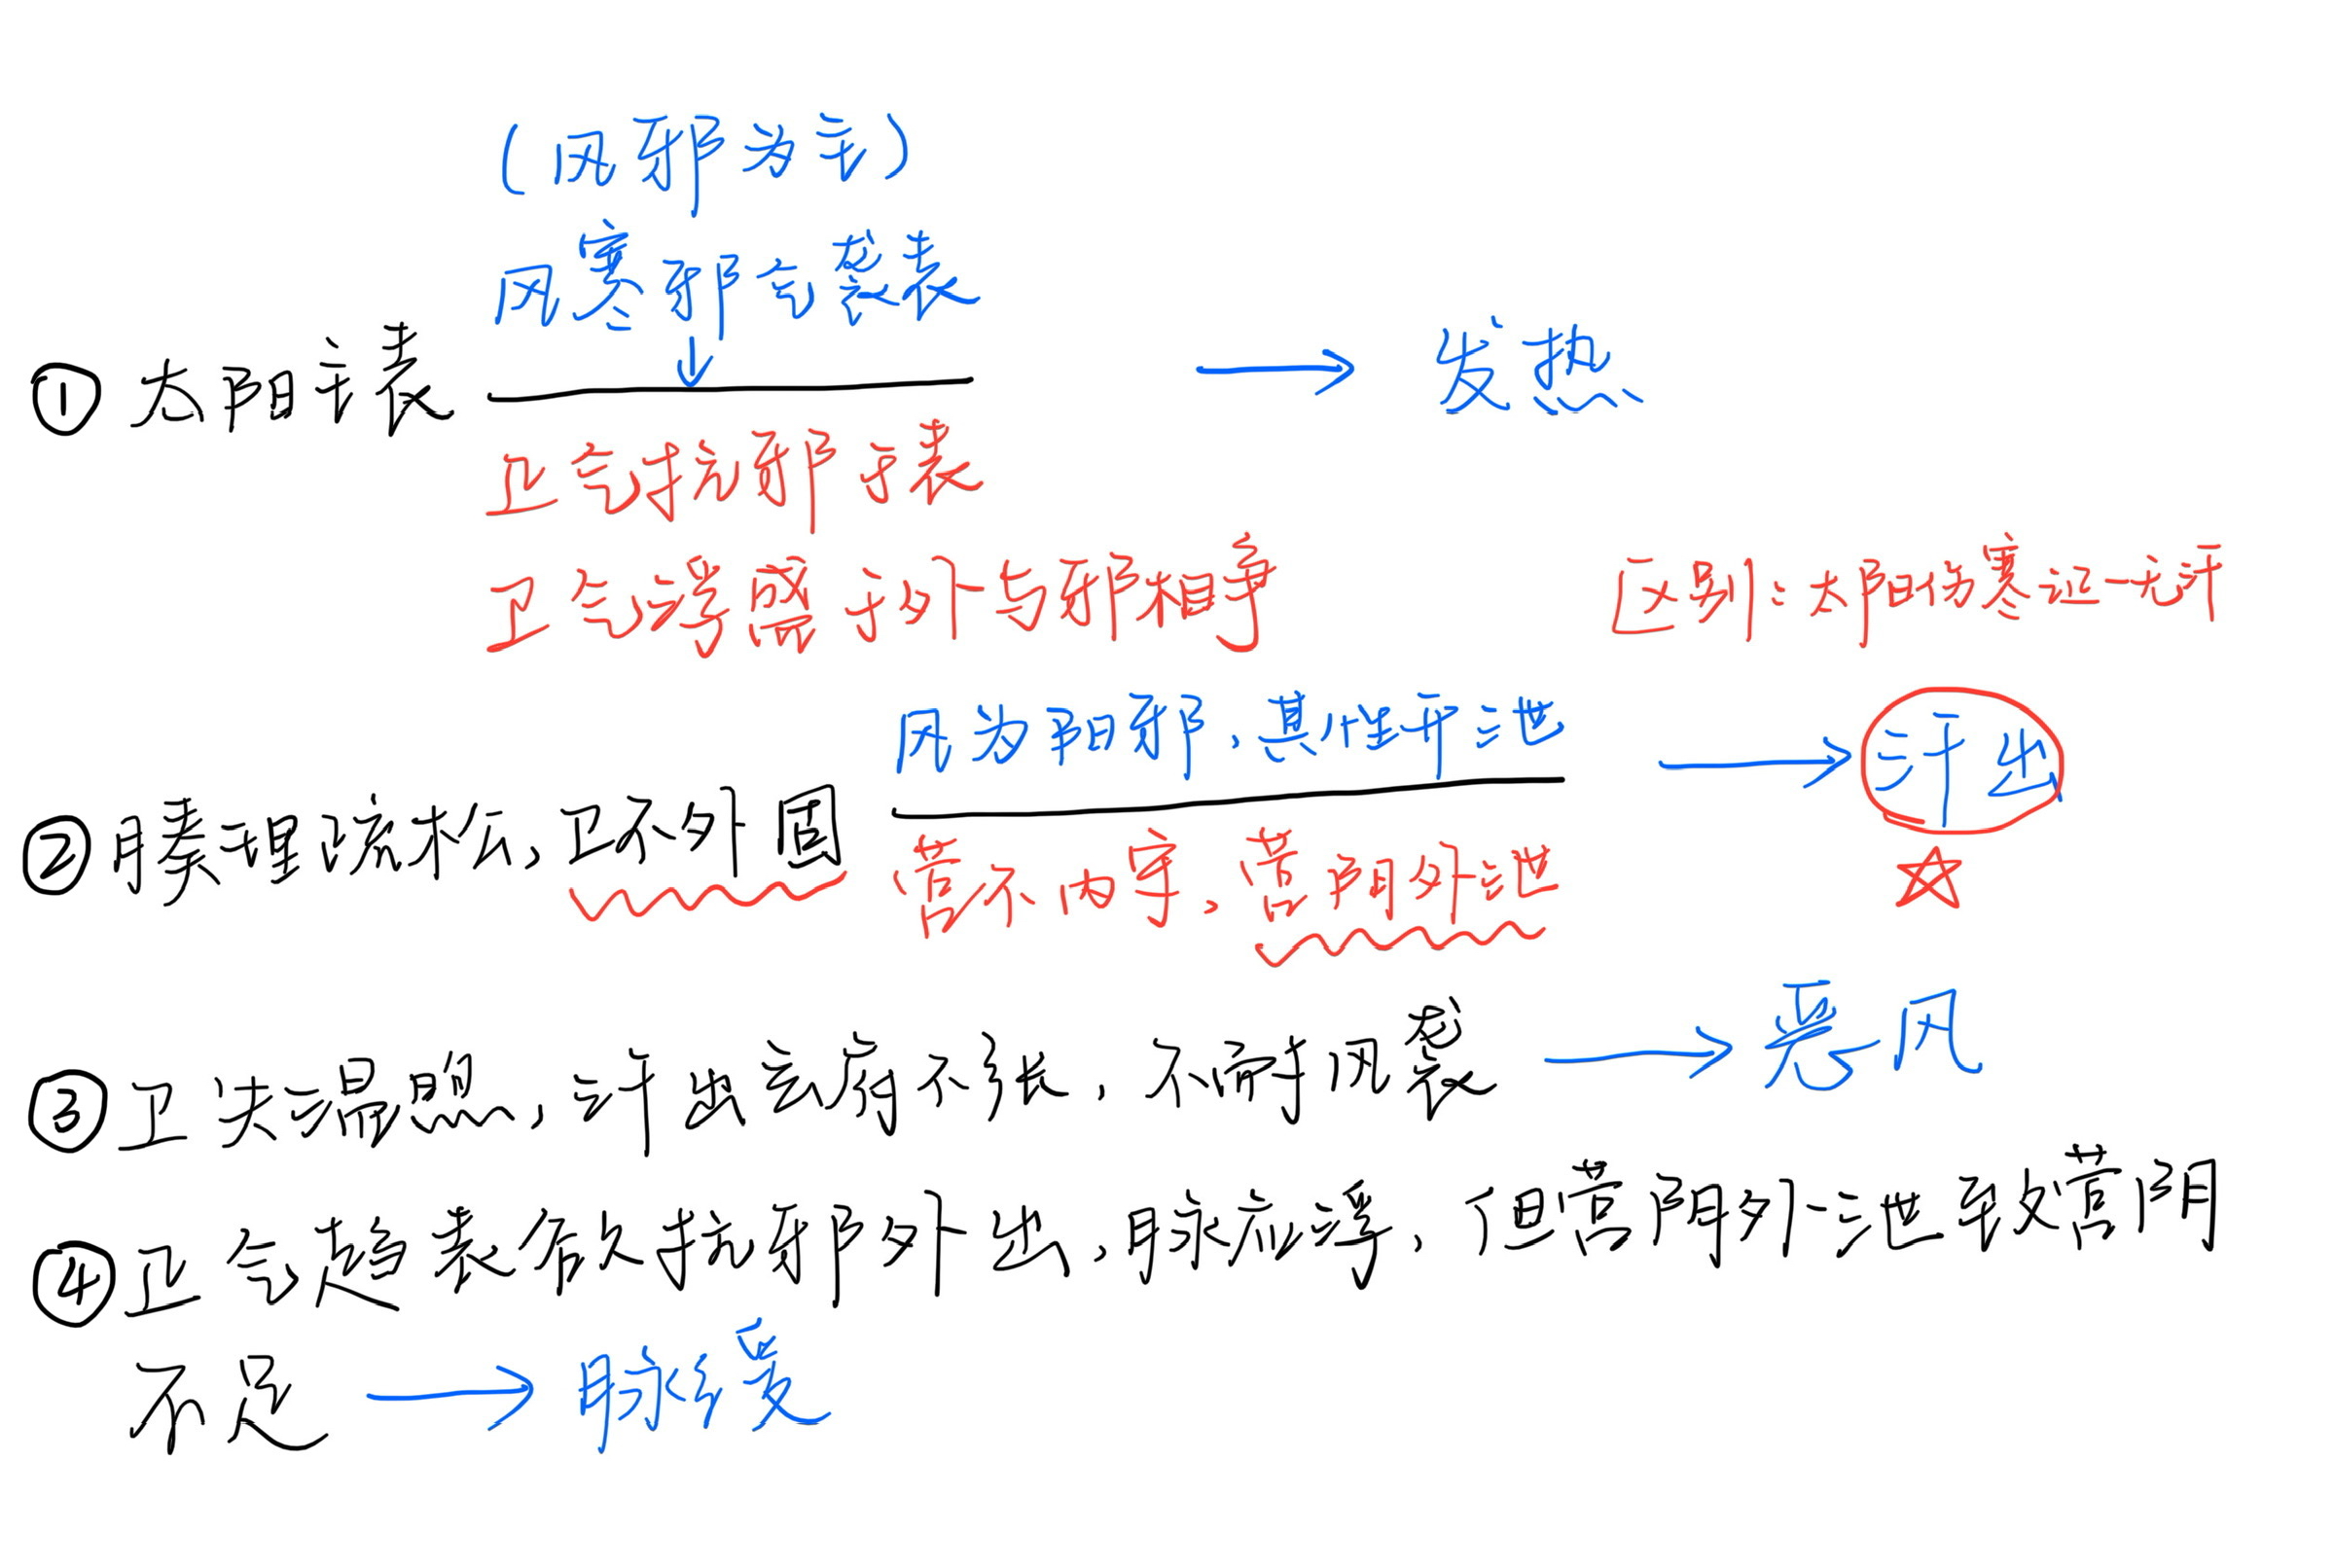 (风邪为主)
风寒邪气袭表
① 太阳主表
→ 发热
正气抗邪于表
卫气浮盛于外与邪相争
区别：太阳伤寒证—无汗
风为阳邪，其性开泄
→ 汗出
② 腠理疏松，卫不外固
营不内守，营阴外泄
③ 卫失温煦，汗出玄府不张，不耐风袭 → 恶风
④ 正气趋表欲抗邪外出，脉应浮，但营阴外泄致营阴
不足 → 脉缓